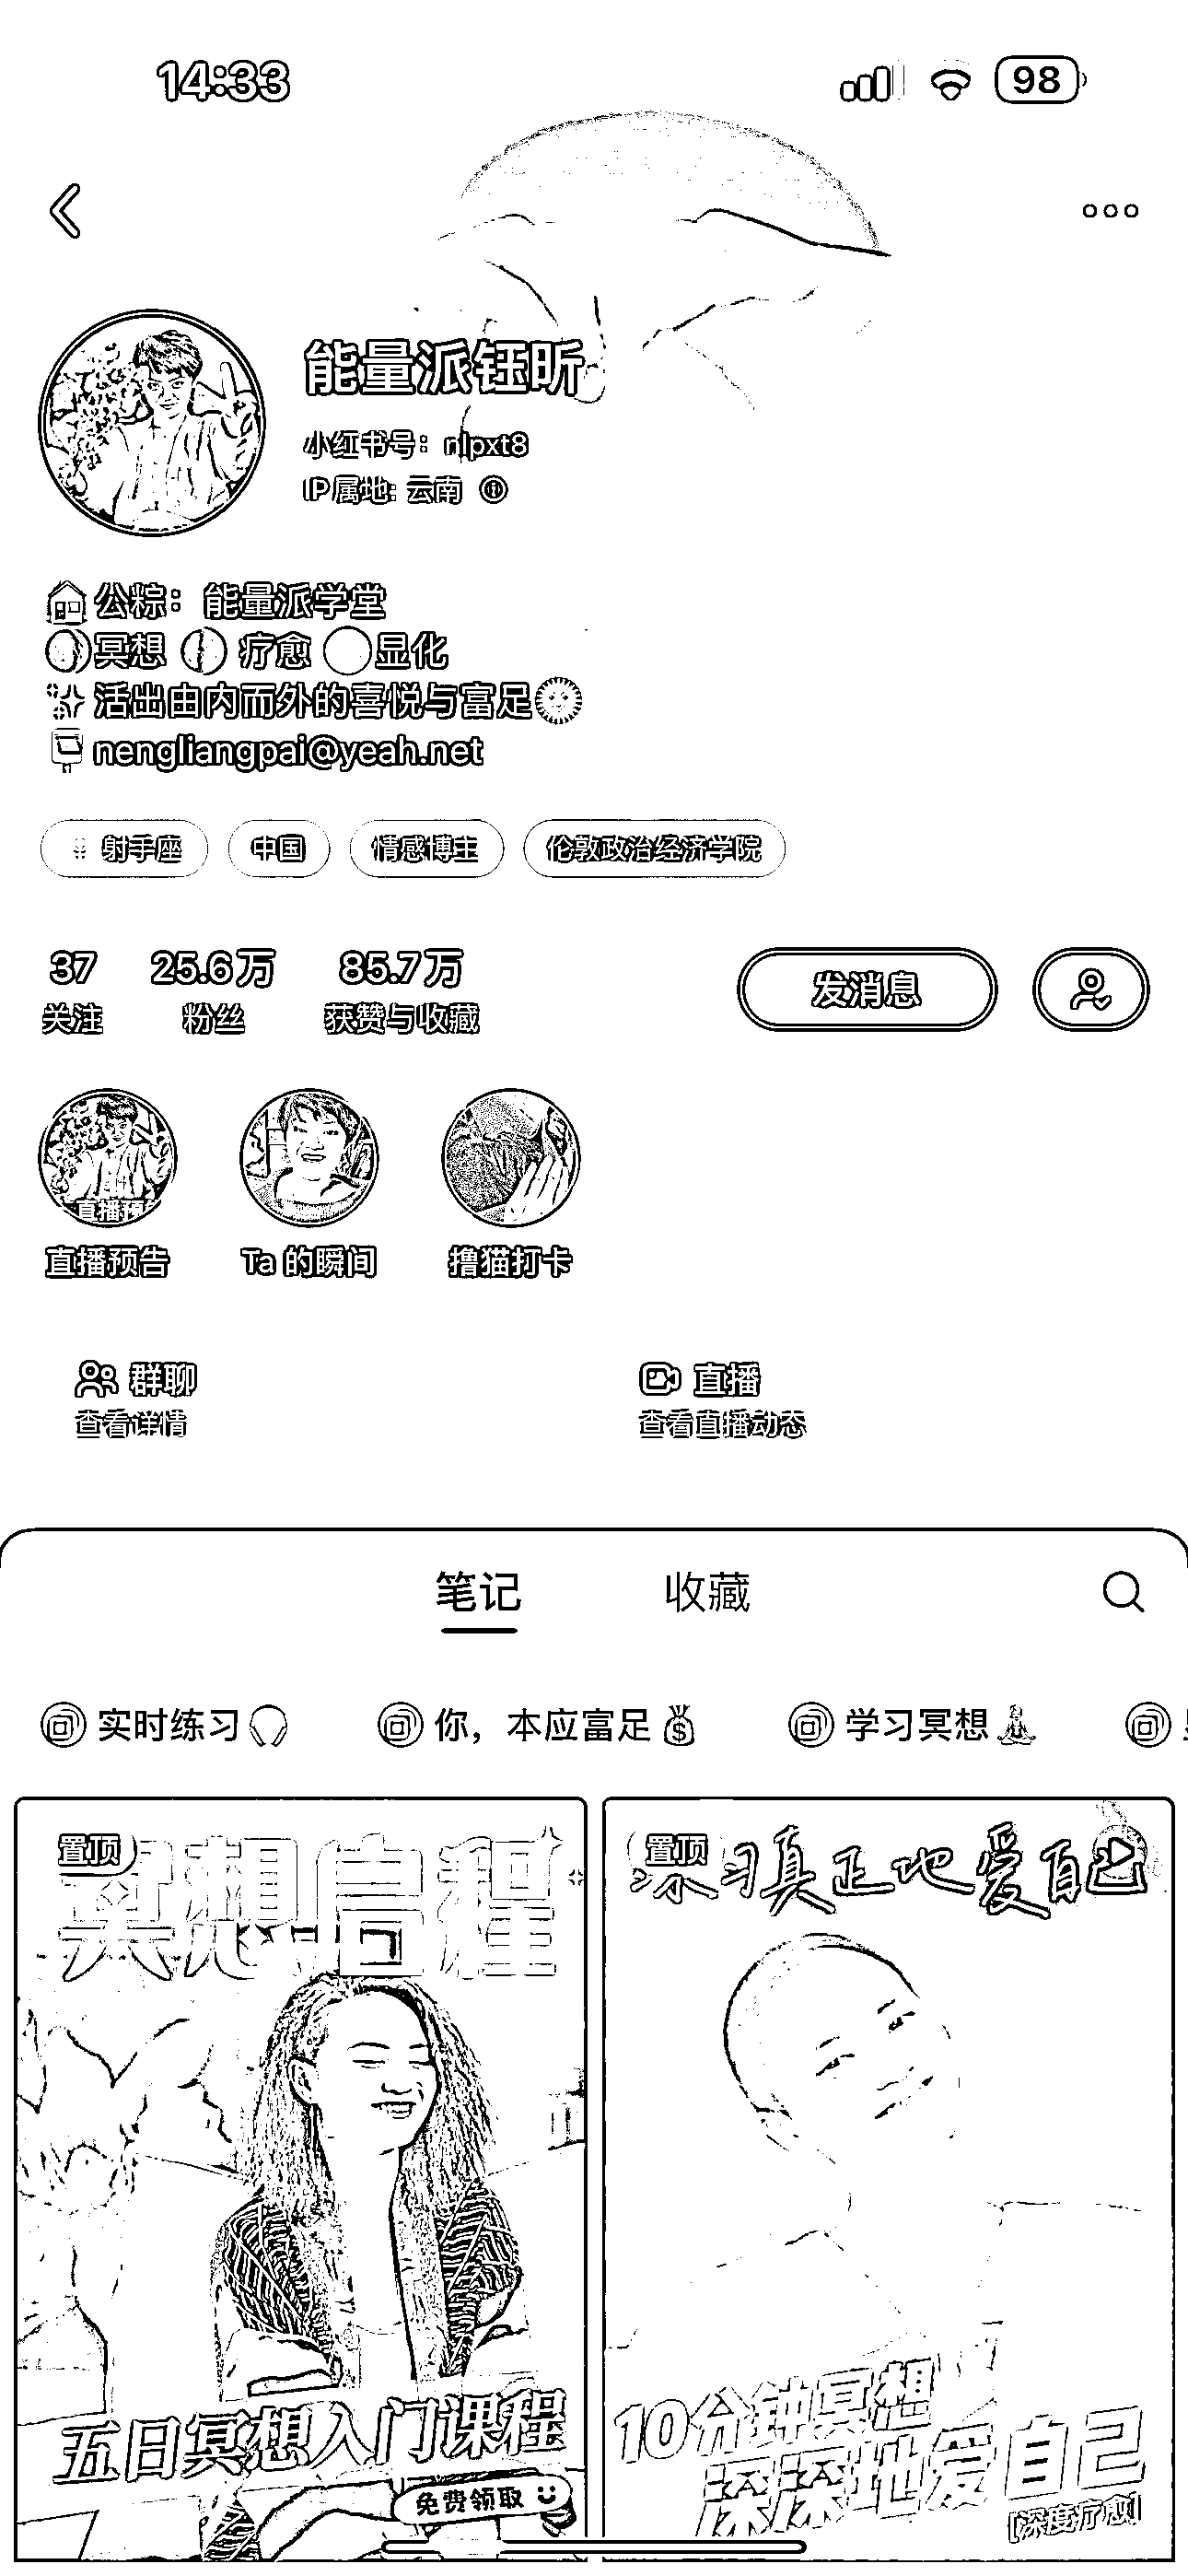 14:33
98
能量派钰昕
小红书号：nlpxt8
IP属地：云南
公粽：能量派学堂
冥想 疗愈 显化
活出由内而外的喜悦与富足
nengliangpai@yeah.net
射手座 中国 情感博主 伦敦政治经济学院
37 25.6万 85.7万
关注 粉丝 获赞与收藏
发消息
直播预告 Ta 的瞬间 撸猫打卡
群聊 直播
查看详情 查看直播动态
笔记 收藏
实时练习 你，本应富足 学习冥想
置顶
冥想启程
五日冥想入门课程
免费领取
置顶
练习真正地爱自己
10分钟冥想
深深地爱自己
[深度疗愈]